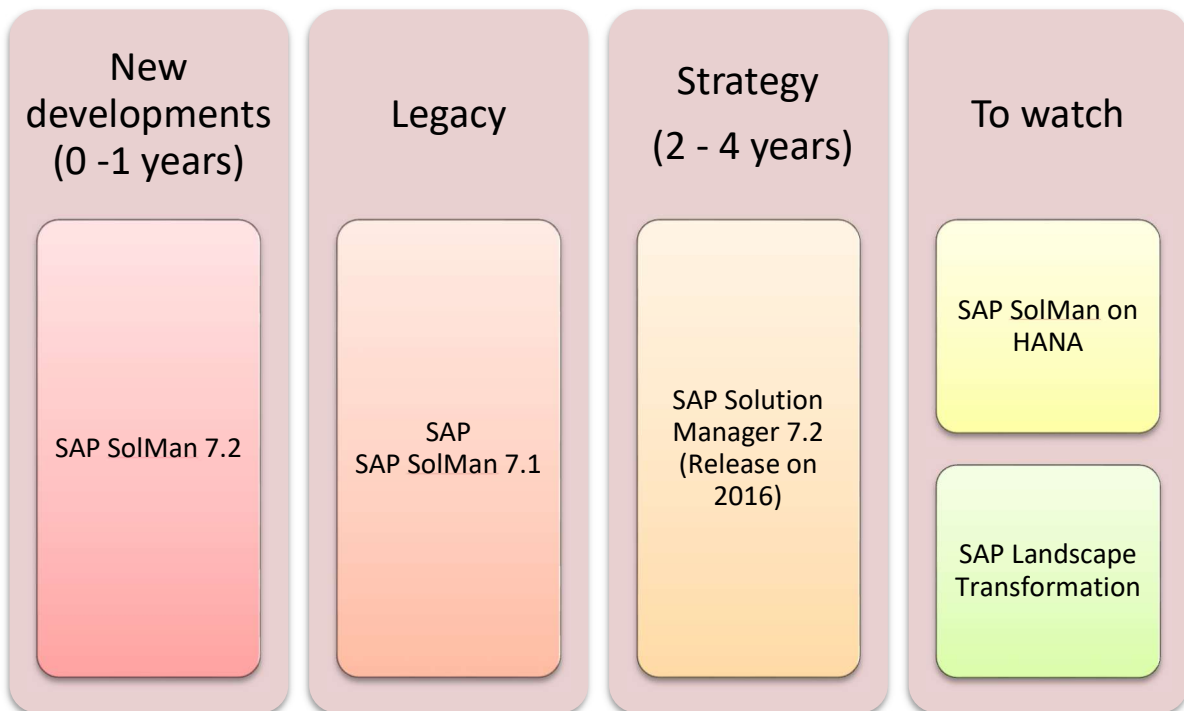 New
developments
(0 -1 years)
SAP SolMan 7.2
Legacy
SAP
SAP SolMan 7.1
Strategy
(2 - 4 years)
SAP Solution
Manager 7.2
(Release on
2016)
To watch
SAP SolMan on
HANA
SAP Landscape
Transformation